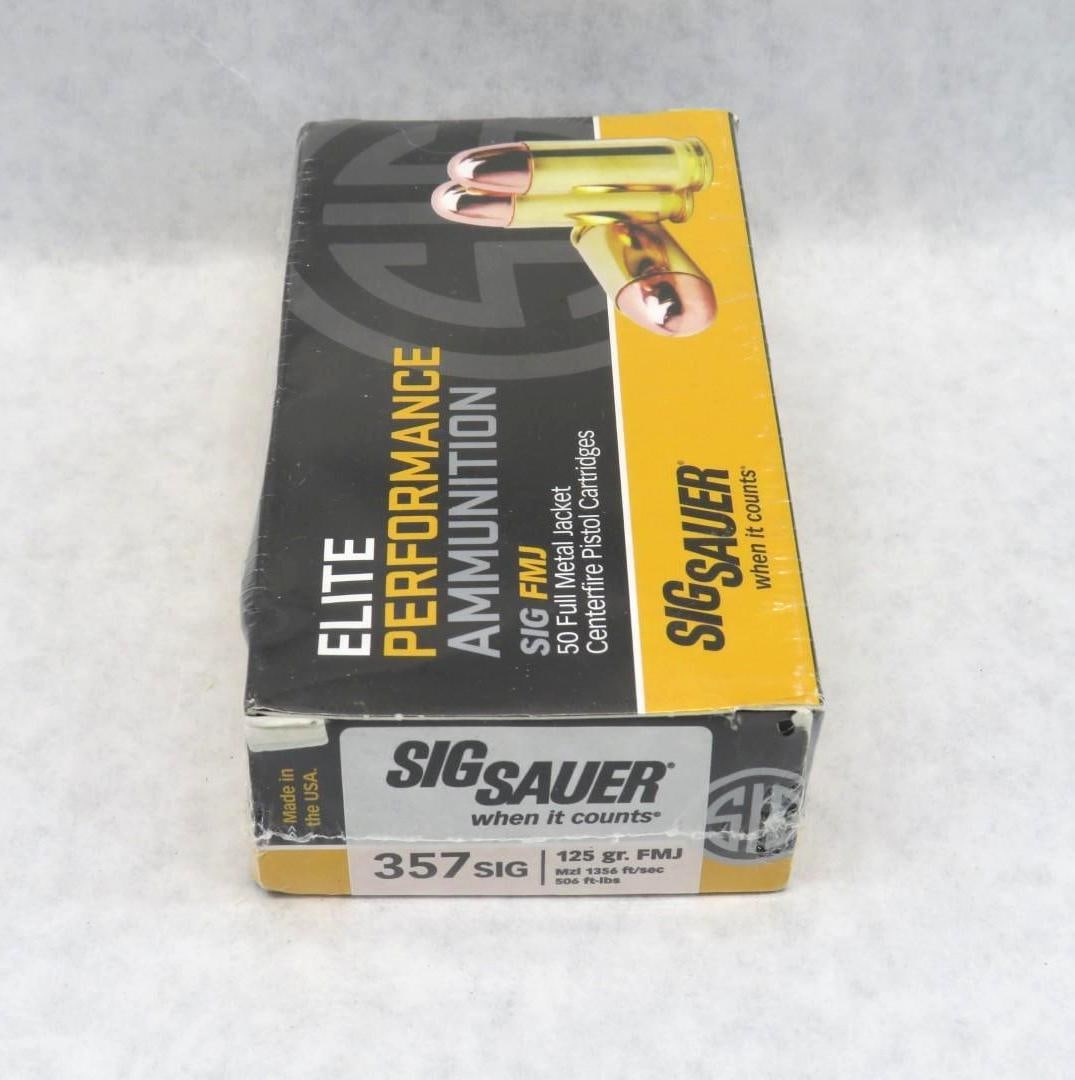 ELITE
PERFORMANCE
AMMUNITION
SIG FMJ
50 Full Metal Jacket
Centerfire Pistol Cartridges
SIG SAUER
when it counts®
SIG
SIG SAUER®
when it counts®
»» Made in
the USA.
357 SIG
125 gr. FMJ
Mzl 1356 ft/sec
506 ft-lbs
SIG